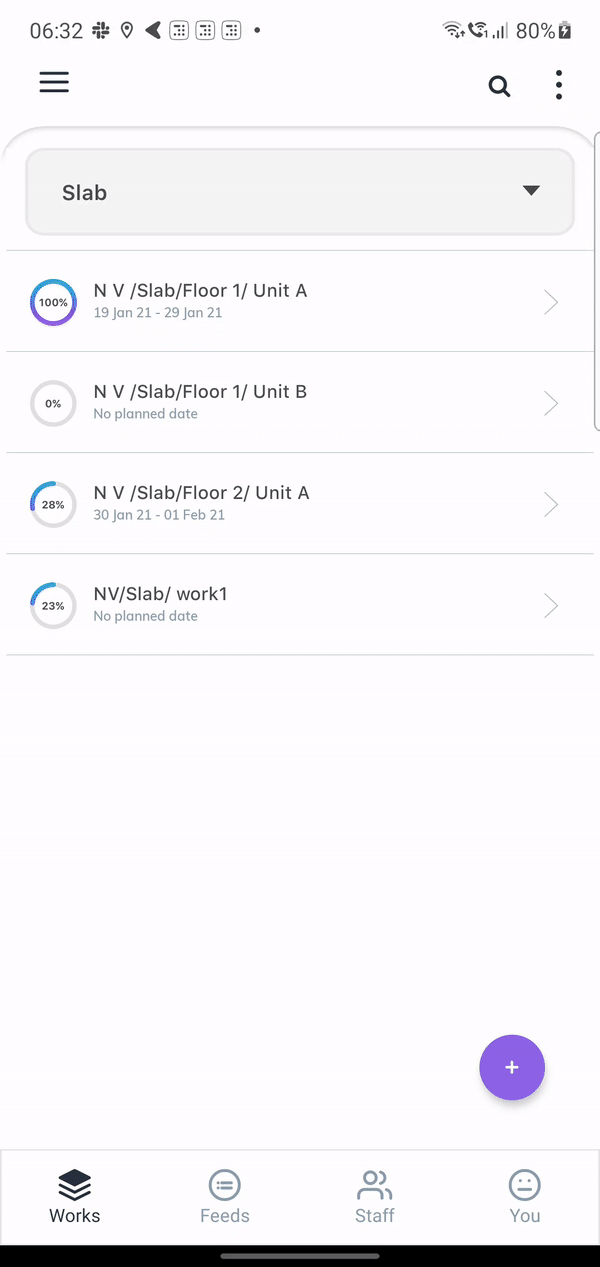 06:32
80%
Slab
100%
N V /Slab/Floor 1/ Unit A
19 Jan 21 - 29 Jan 21
0%
N V /Slab/Floor 1/ Unit B
No planned date
28%
N V /Slab/Floor 2/ Unit A
30 Jan 21 - 01 Feb 21
23%
NV/Slab/ work1
No planned date
+
Works Feeds Staff You